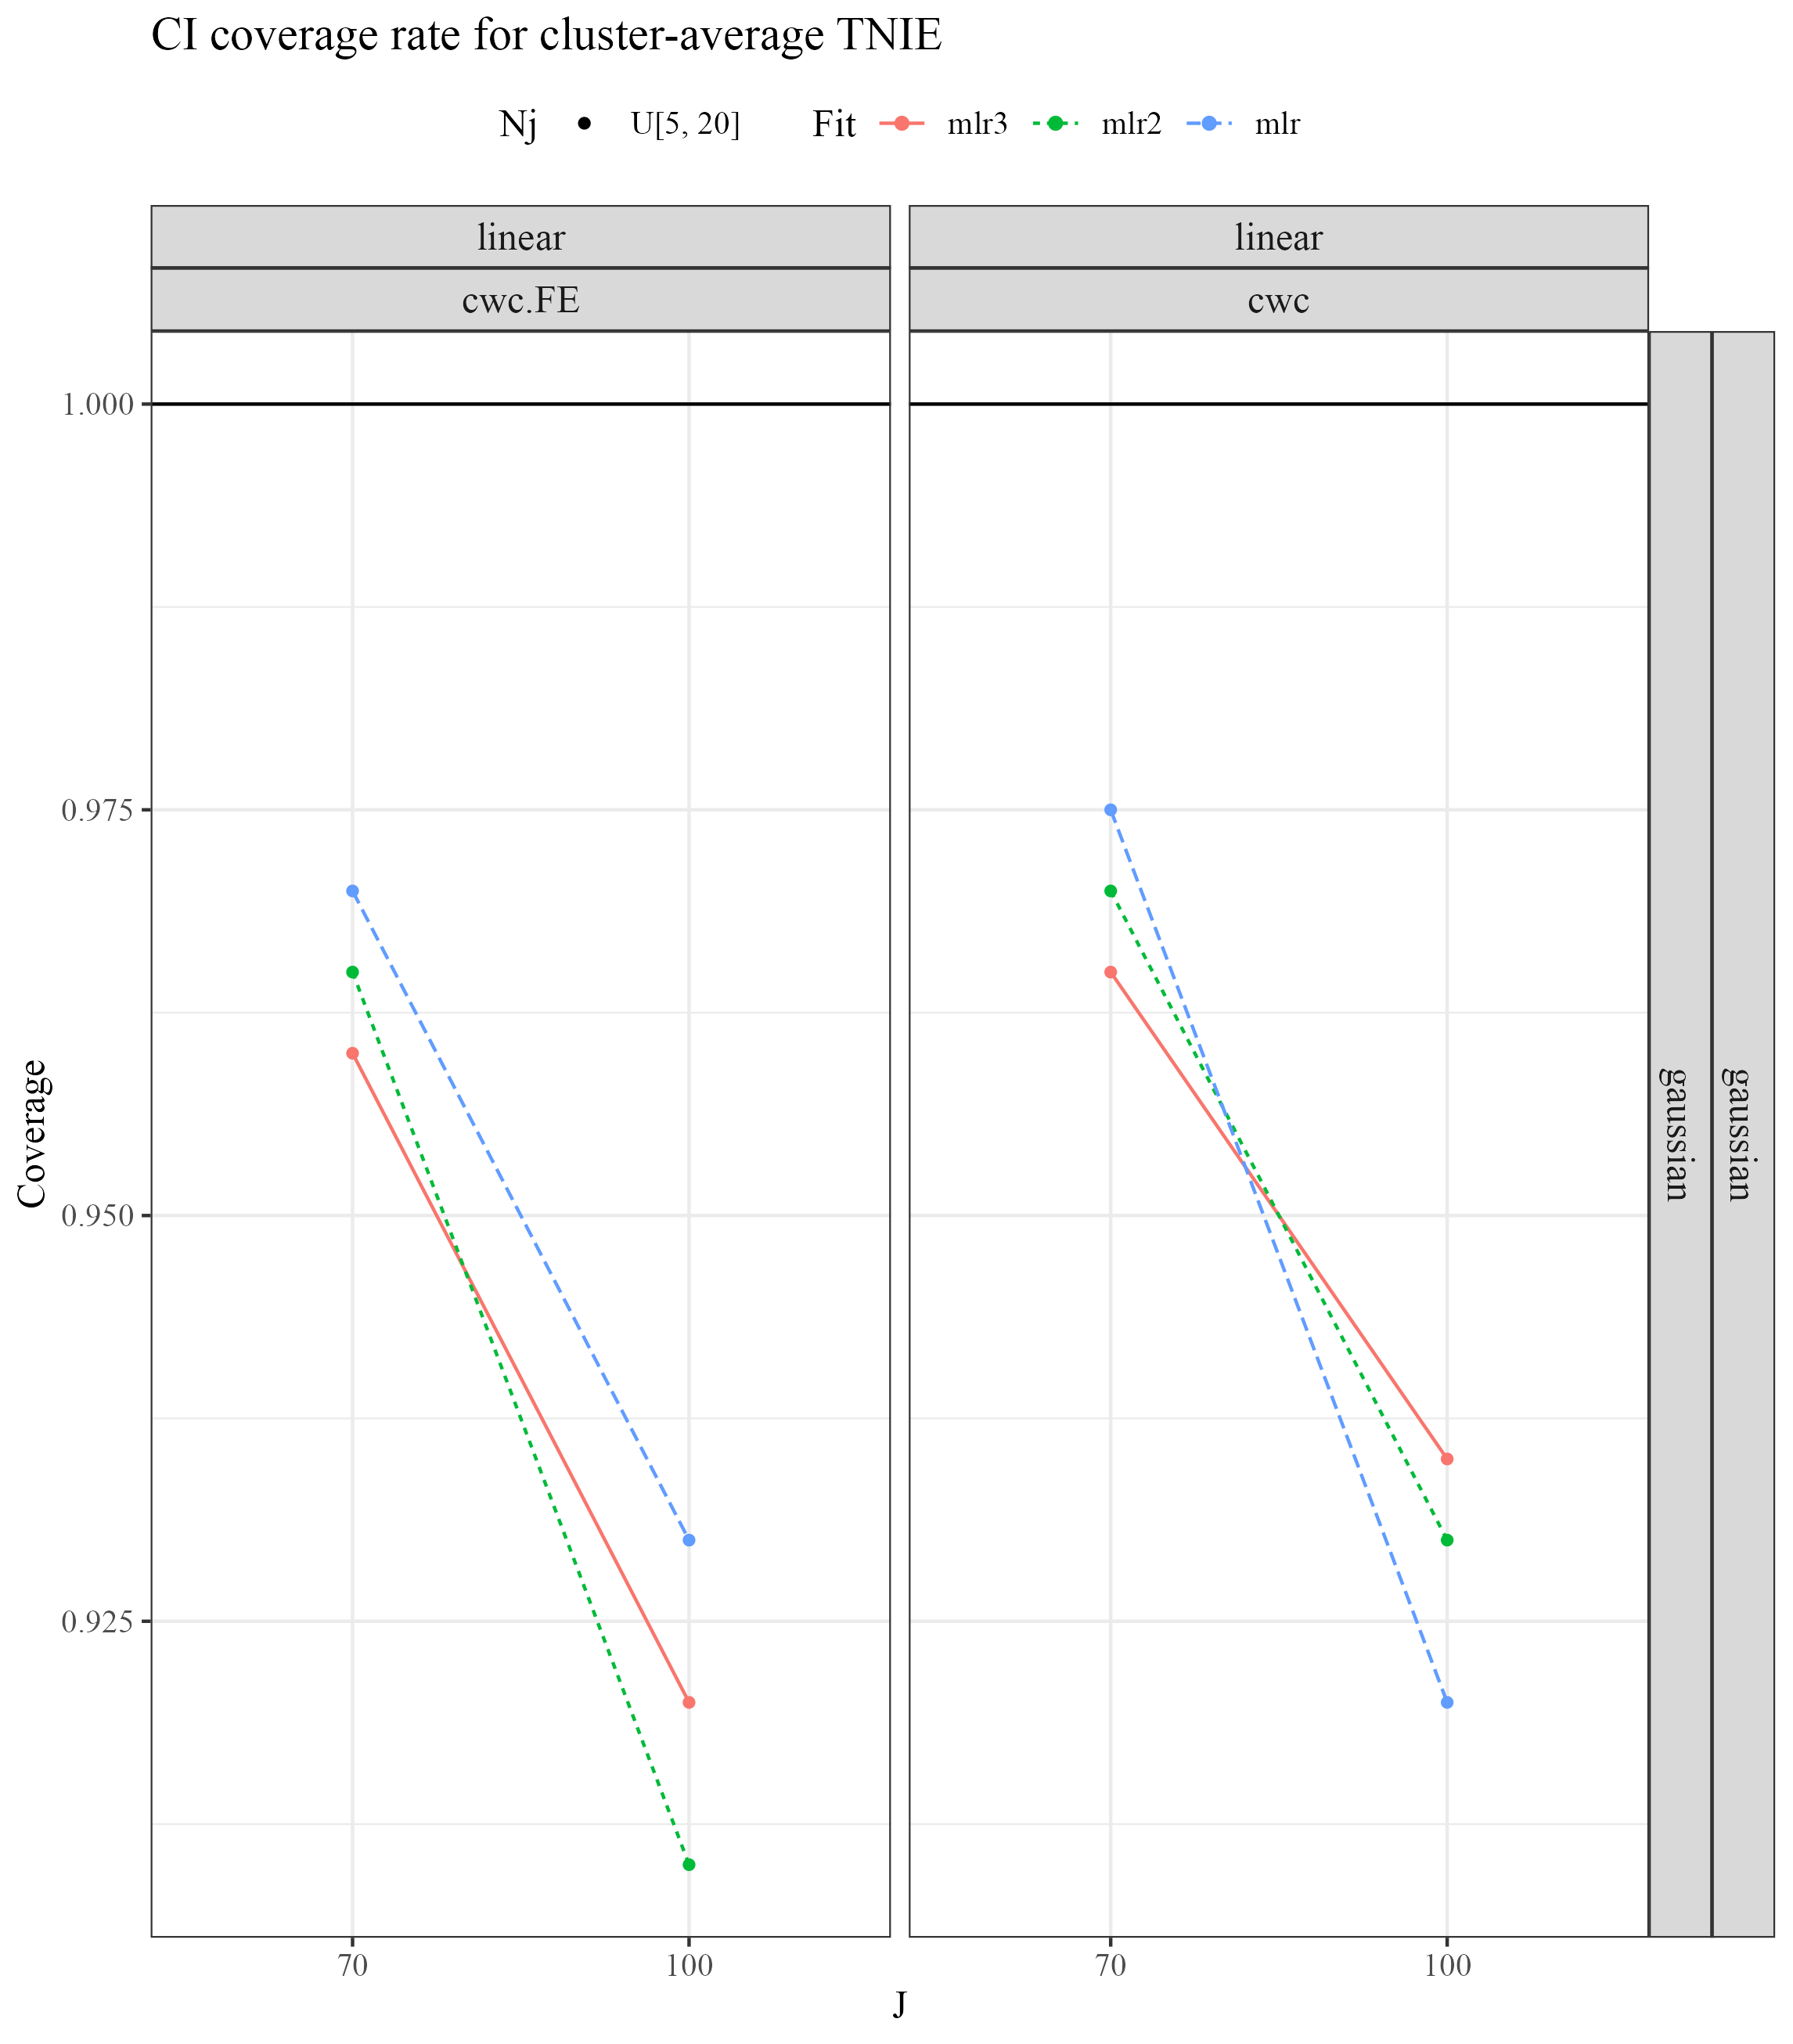 CI coverage rate for cluster-average TNIE
Nj U[5, 20] Fit mlr3 mlr2 mlr
linear linear
cwc.FE cwc
1.000
0.975
0.950
0.925
Coverage
gaussian gaussian
70 100 70 100
J